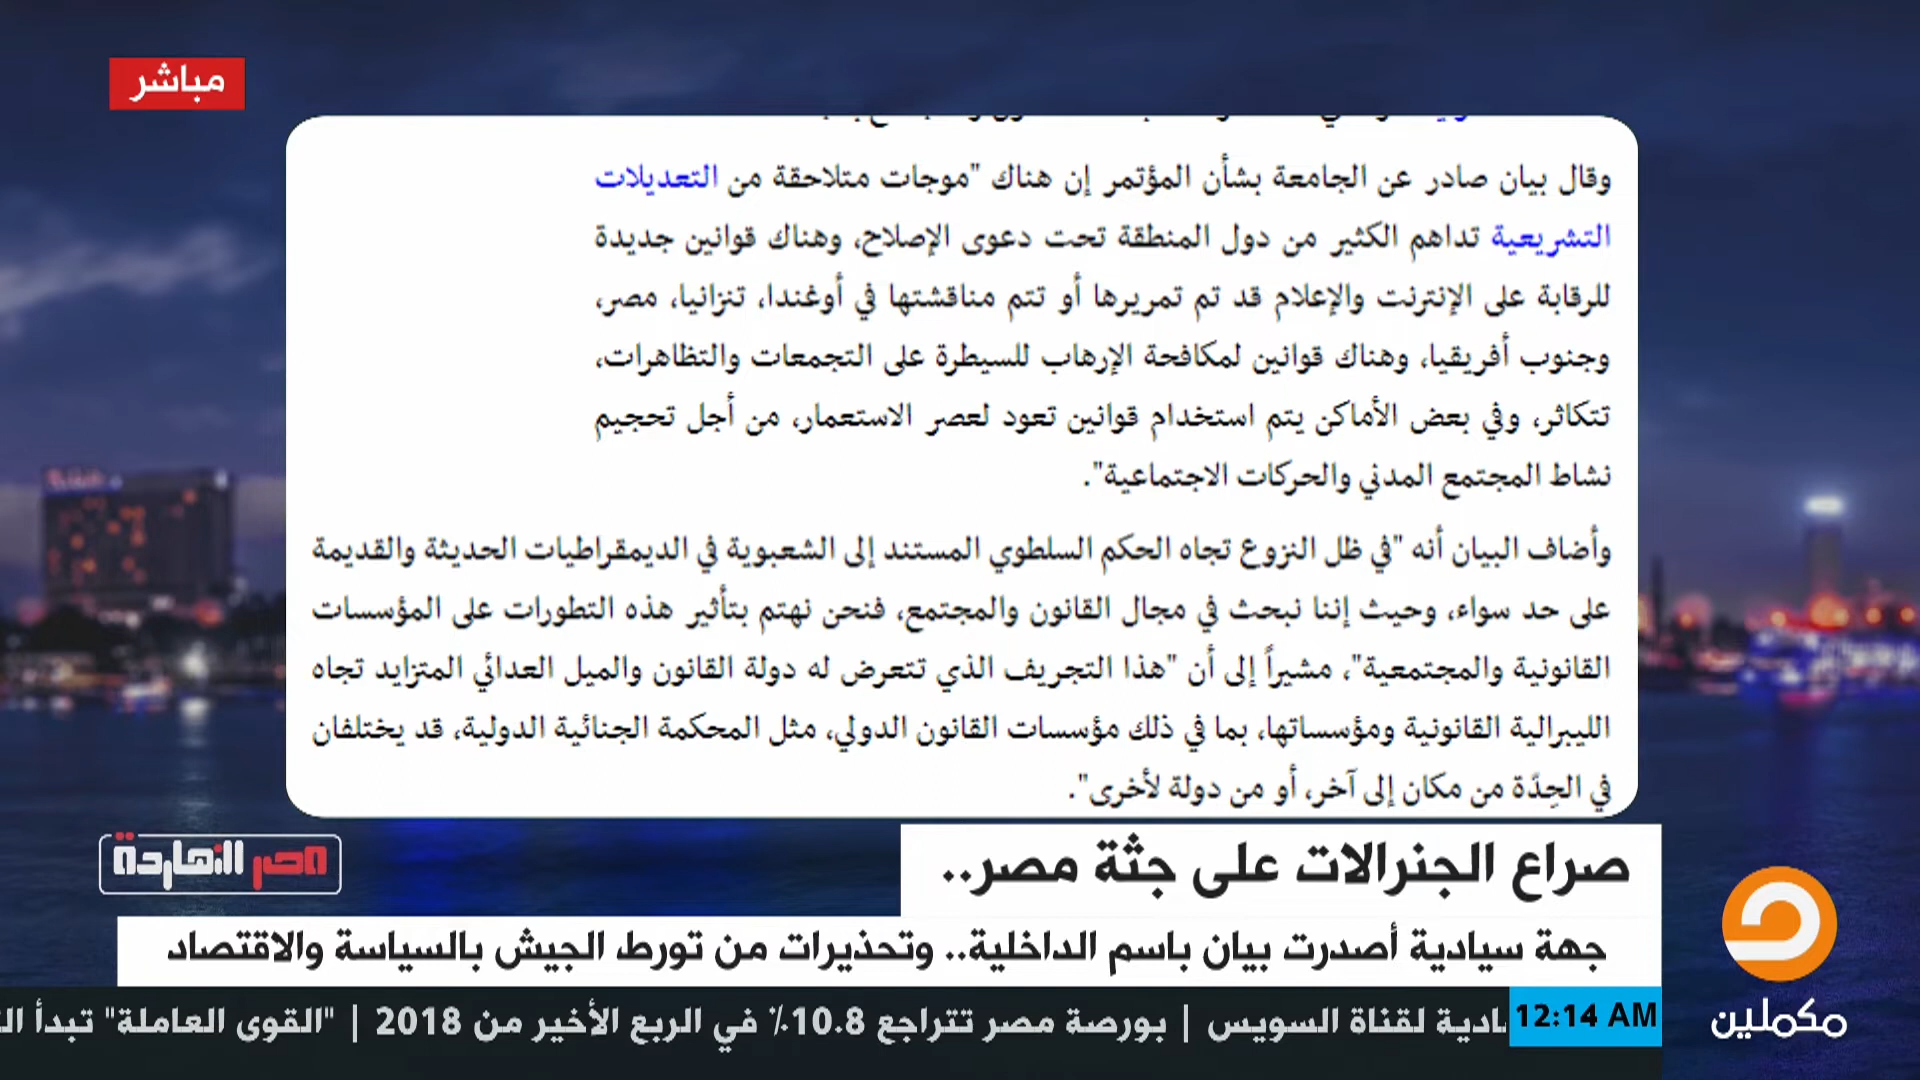 مباشر
وقال بيان صادر عن الجامعة بشأن المؤتمر إن هناك "موجات متلاحقة من التعديلات
التشريعية تداهم الكثير من دول المنطقة تحت دعوى الإصلاح، وهناك قوانين جديدة
للرقابة على الإنترنت والإعلام قد تم تمريرها أو تتم مناقشتها في أوغندا، تنزانيا، مصر،
وجنوب أفريقيا، وهناك قوانين لمكافحة الإرهاب للسيطرة على التجمعات والتظاهرات،
تتكاثر، وفي بعض الأماكن يتم استخدام قوانين تعود لعصر الاستعمار، من أجل تحجيم
نشاط المجتمع المدني والحركات الاجتماعية".
وأضاف البيان أنه "في ظل النزوع تجاه الحكم السلطوي المستند إلى الشعبوية في الديمقراطيات الحديثة والقديمة
على حد سواء، وحيث إننا نبحث في مجال القانون والمجتمع، فنحن نهتم بتأثير هذه التطورات على المؤسسات
القانونية والمجتمعية"، مشيراً إلى أن "هذا التجريف الذي تتعرض له دولة القانون والميل العدائي المتزايد تجاه
الليبرالية القانونية ومؤسساتها، بما في ذلك مؤسسات القانون الدولي، مثل المحكمة الجنائية الدولية، قد يختلفان
في الحِدّة من مكان إلى آخر، أو من دولة لأخرى".
مصر النهاردة
صراع الجنرالات على جثة مصر..
جهة سيادية أصدرت بيان باسم الداخلية.. وتحذيرات من تورط الجيش بالسياسة والاقتصاد
12:14 AM
لقناة السويس | بورصة مصر تتراجع 10.8٪ في الربع الأخير من 2018 | "القوى العاملة" تبدأ
مكملين